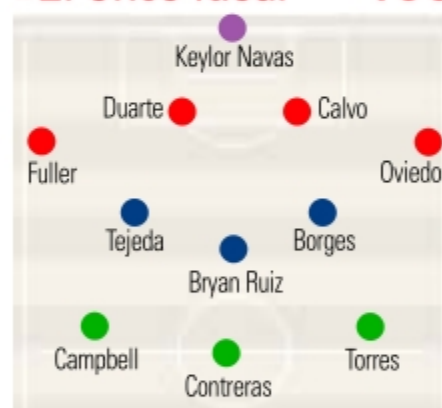 Keylor Navas
Duarte Calvo
Fuller Oviedo
Tejeda Borges
Bryan Ruiz
Campbell Torres
Contreras